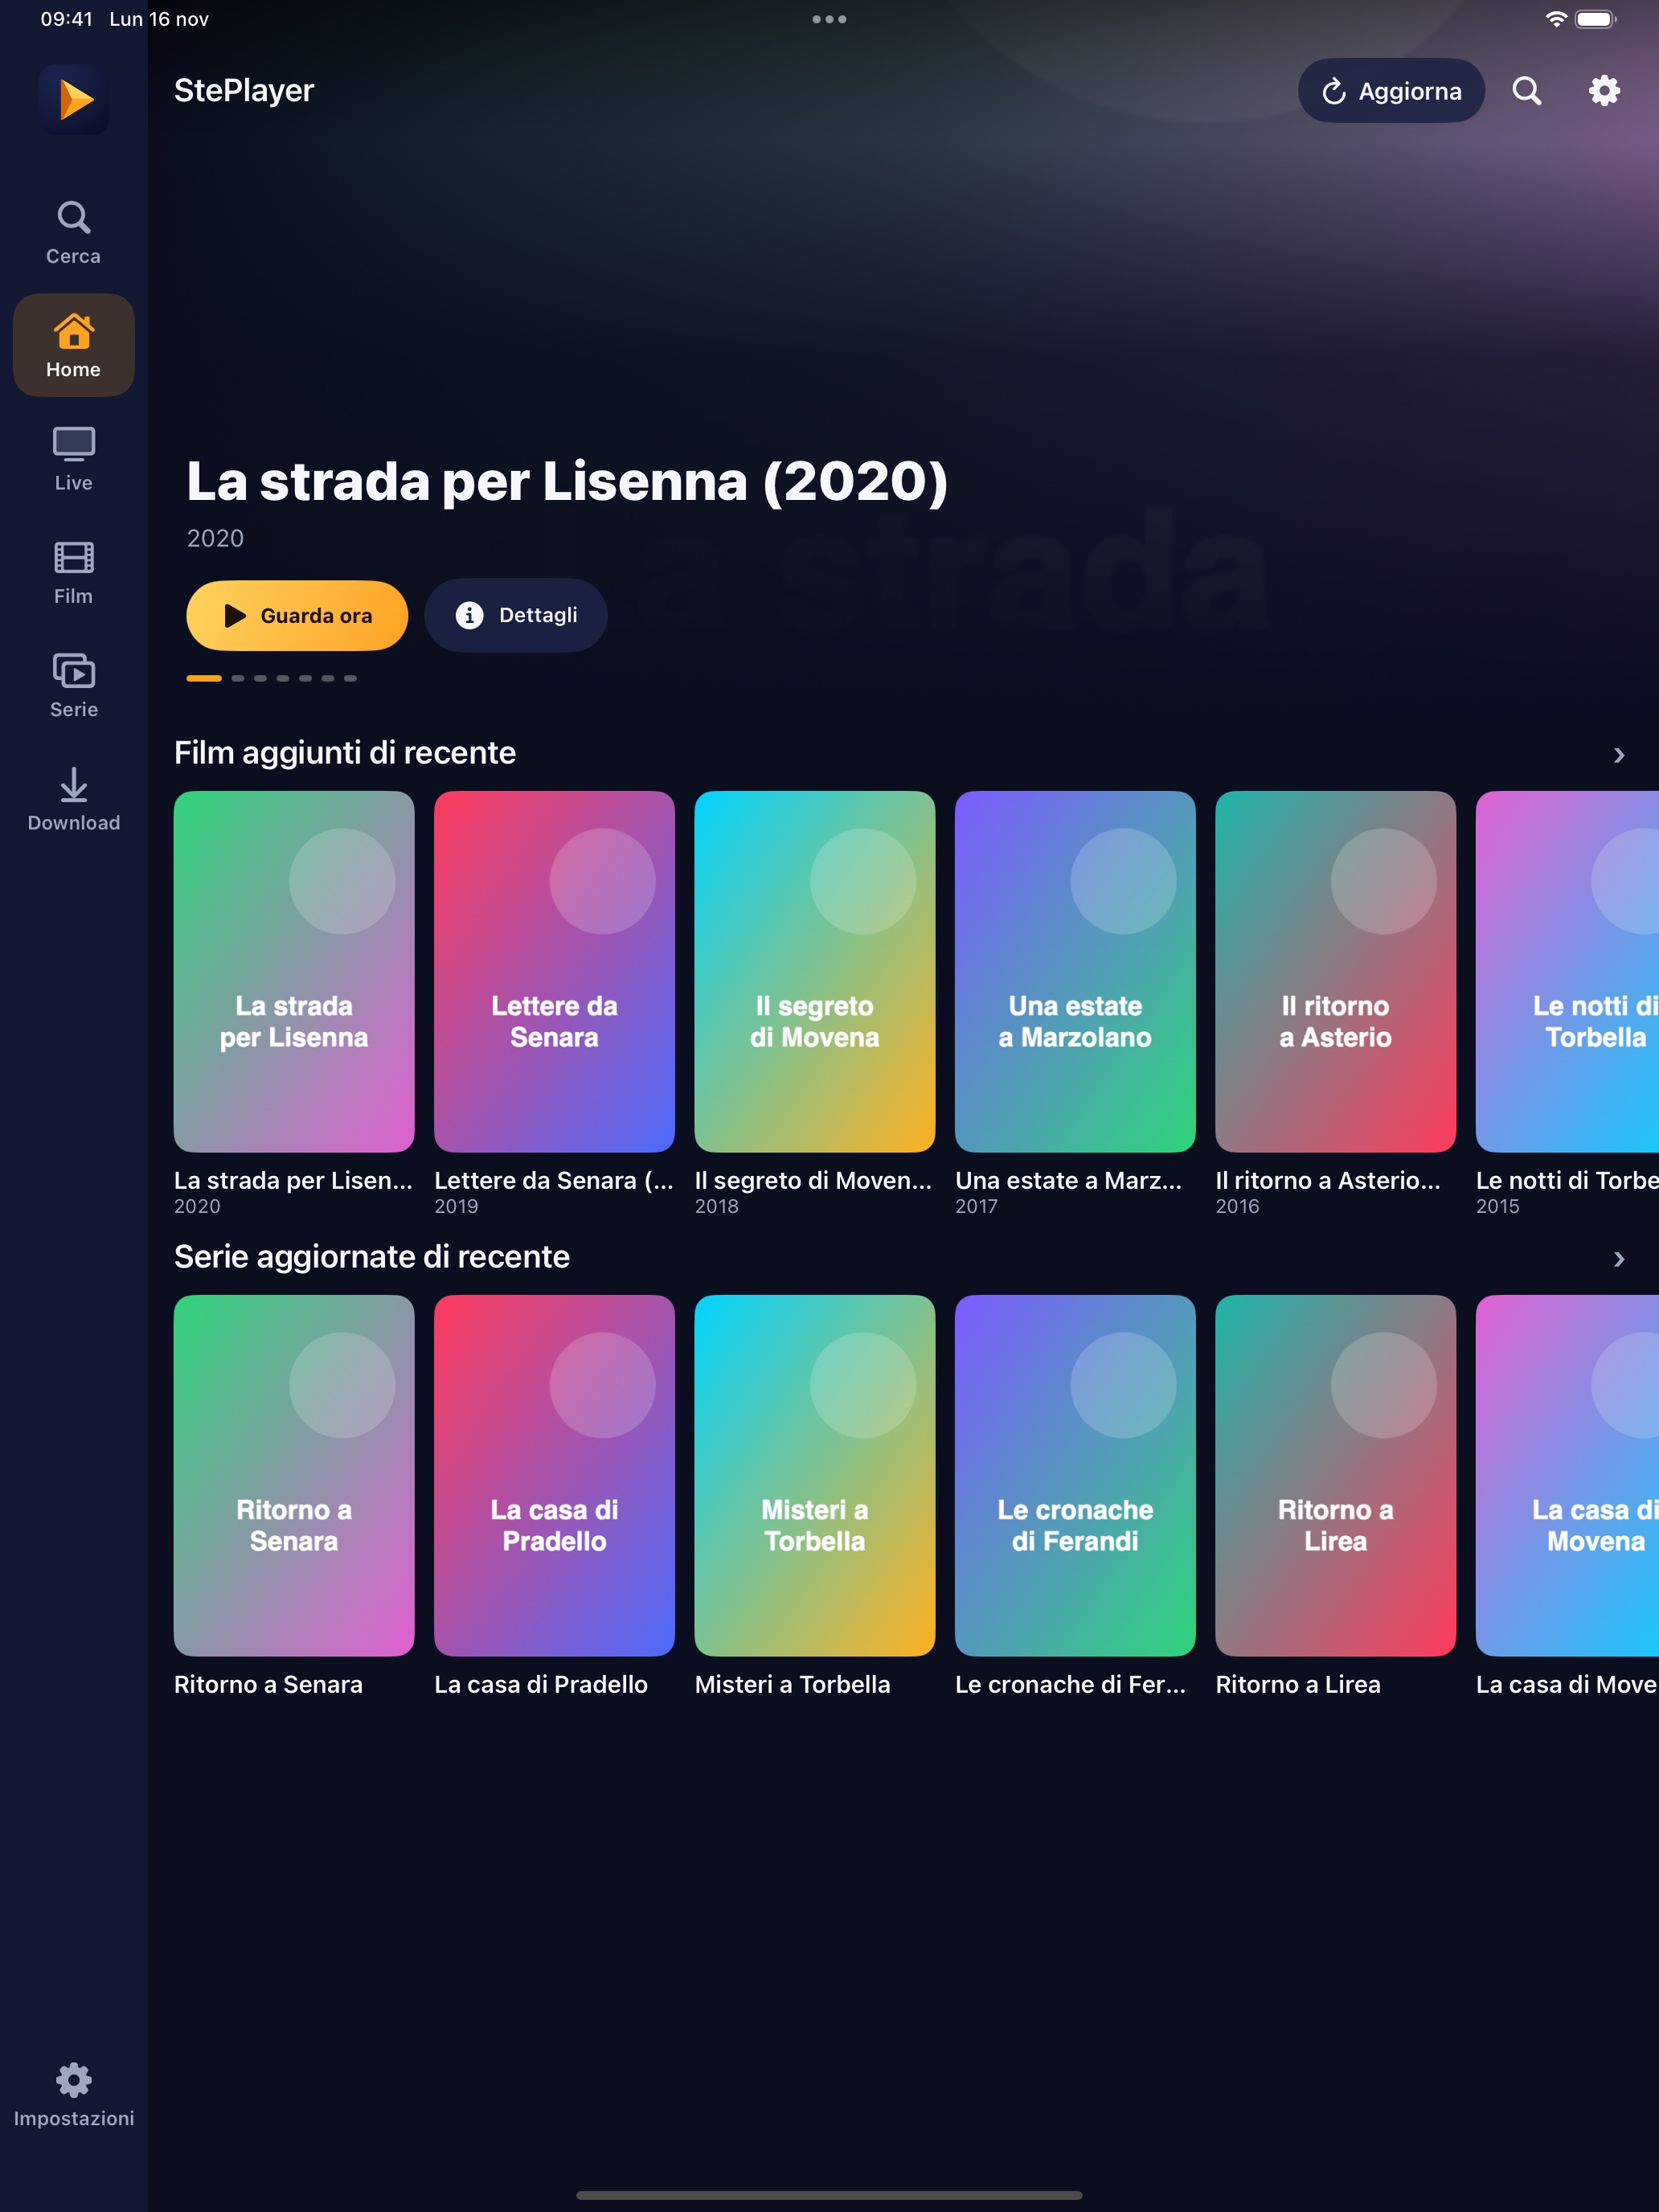 09:41 Lun 16 nov
StePlayer
Aggiorna
Cerca
Home
Live
Film
Serie
Download
Impostazioni
La strada
La strada per Lisenna (2020)
2020
Guarda ora
Dettagli
Film aggiunti di recente
La strada
per Lisenna
Lettere da
Senara
Il segreto
di Movena
Una estate
a Marzolano
Il ritorno
a Asterio
Le notti di
Torbella
La strada per Lisen...
2020
Lettere da Senara (...
2019
Il segreto di Moven...
2018
Una estate a Marz...
2017
Il ritorno a Asterio...
2016
Le notti di Torbe
2015
Serie aggiornate di recente
Ritorno a
Senara
La casa di
Pradello
Misteri a
Torbella
Le cronache
di Ferandi
Ritorno a
Lirea
La casa di
Movena
Ritorno a Senara
La casa di Pradello
Misteri a Torbella
Le cronache di Fer...
Ritorno a Lirea
La casa di Move